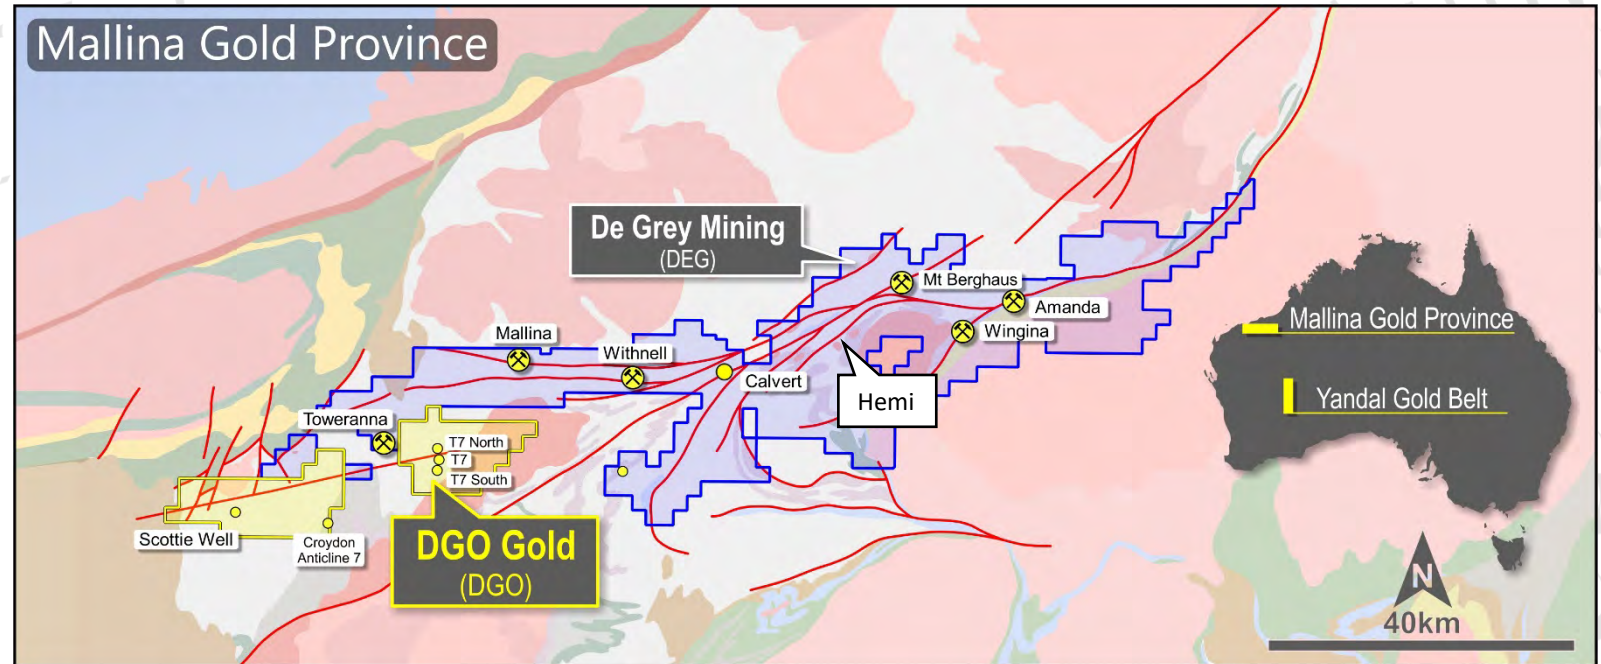 Mallina Gold Province
De Grey Mining
(DEG)
Mt Berghaus
Amanda
Wingina
Mallina
Withnell
Calvert
Hemi
Toweranna
T7 North
T7
T7 South
Scottie Well
Croydon
Anticline 7
DGO Gold
(DGO)
Mallina Gold Province
Yandal Gold Belt
N
40km